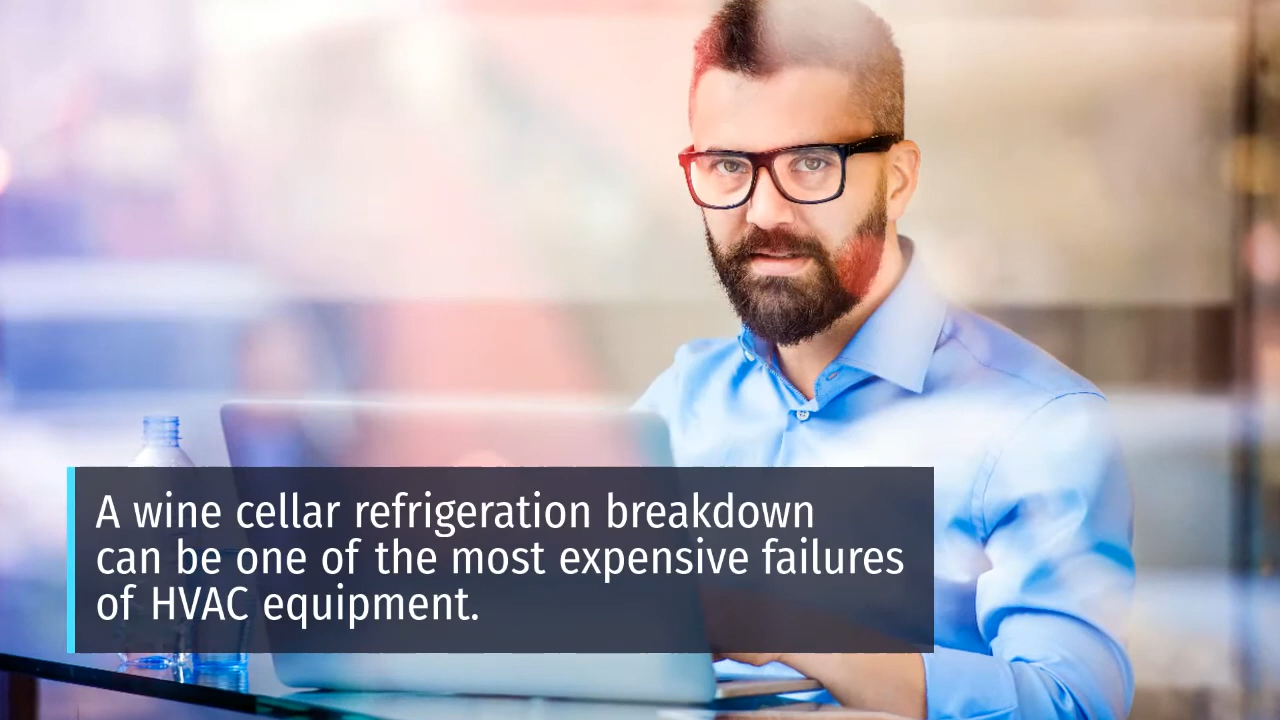 A wine cellar refrigeration breakdown
can be one of the most expensive failures
of HVAC equipment.